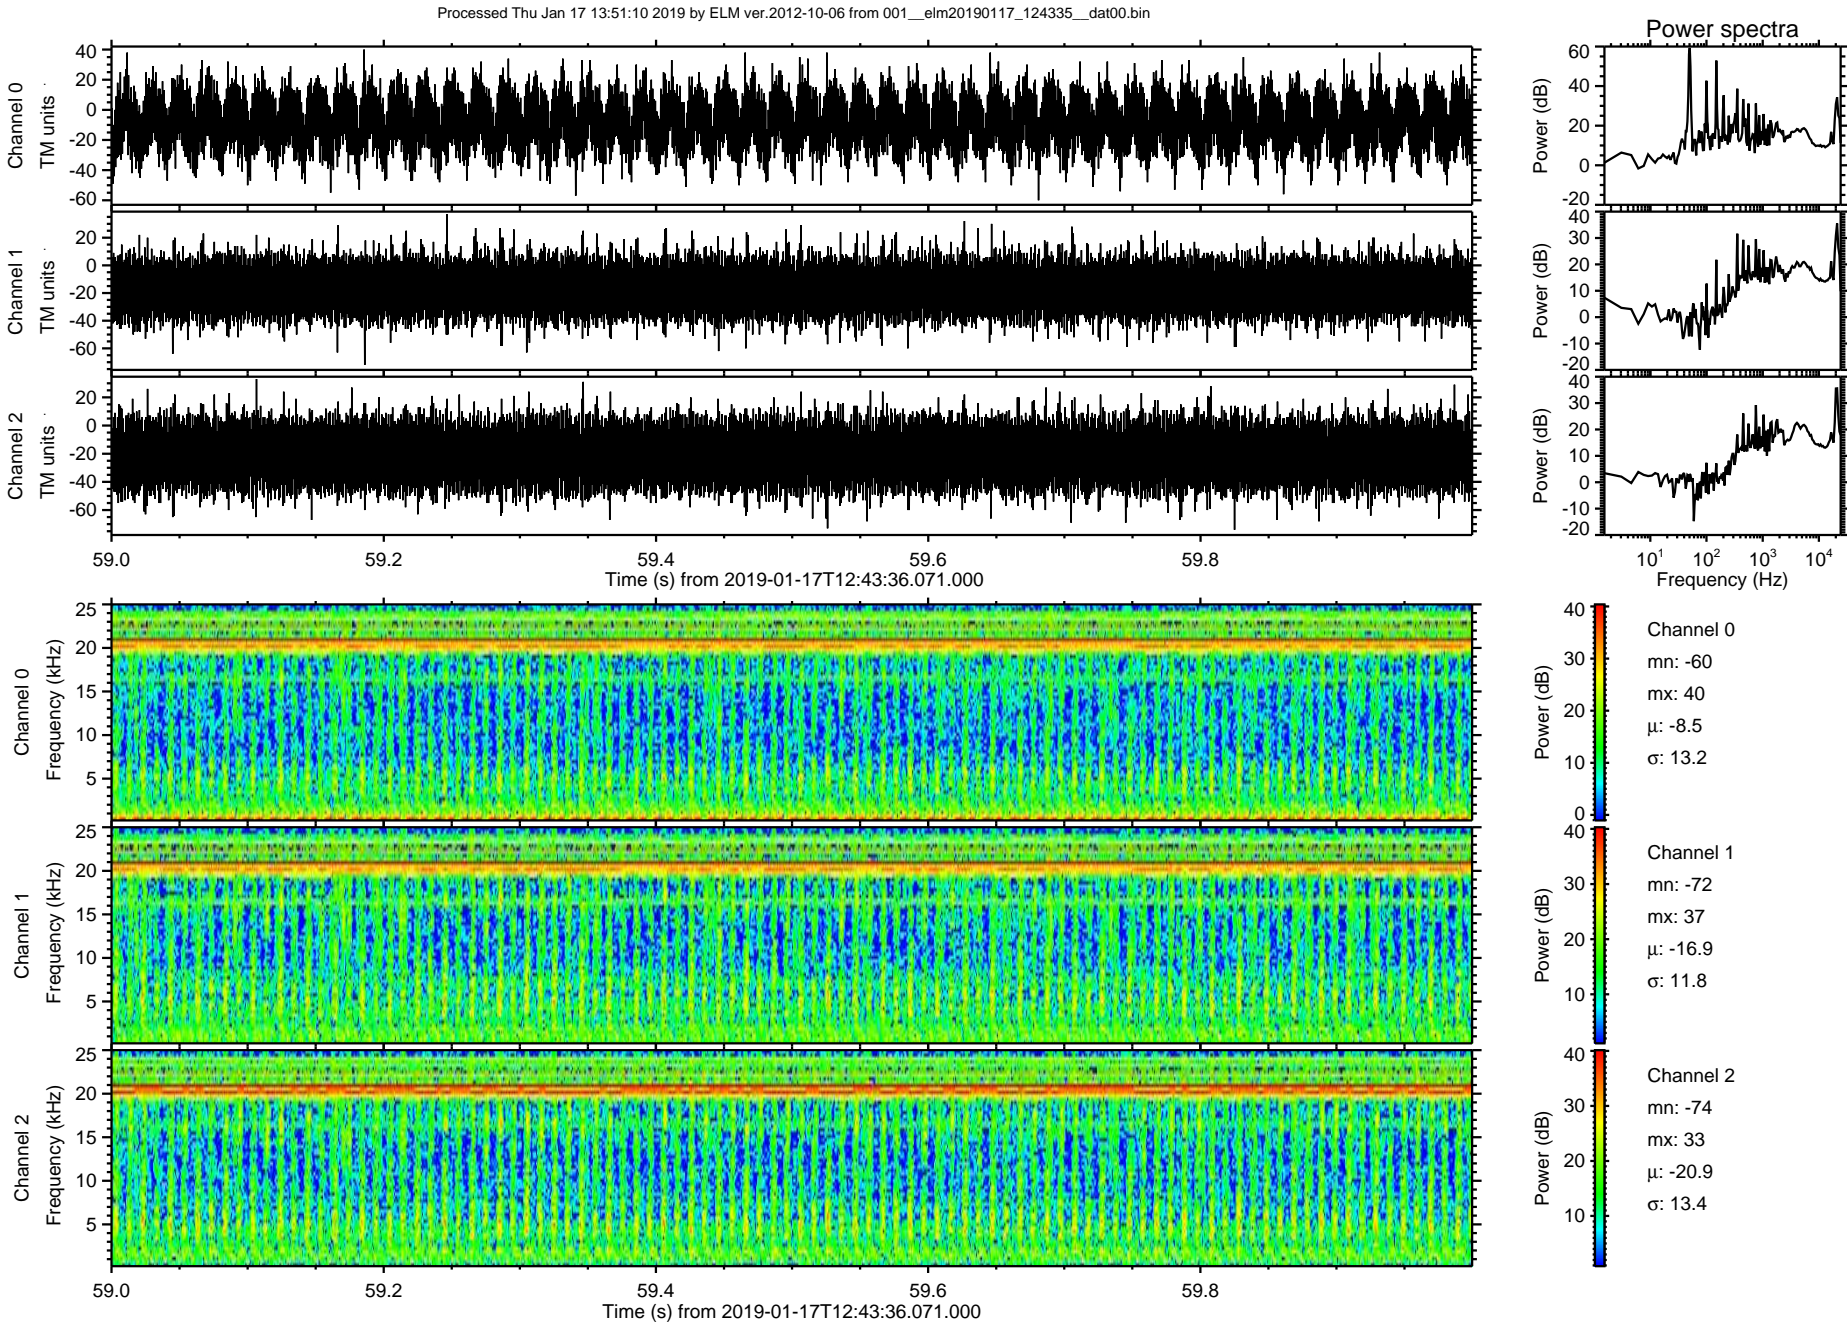 Processed Thu Jan 17 13:51:10 2019 by ELM ver.2012-10-06 from 001__elm20190117_124335__dat00.bin
Power spectra
Channel 0
TM units
40
20
0
-20
-40
-60
Power (dB)
60
40
20
0
-20
Channel 1
TM units
20
0
-20
-40
-60
Power (dB)
40
30
20
10
0
-10
-20
Channel 2
TM units
20
0
-20
-40
-60
Power (dB)
40
30
20
10
0
-10
-20
59.0 59.2 59.4 59.6 59.8
Time (s) from 2019-01-17T12:43:36.071.000
10¹ 10² 10³ 10⁴
Frequency (Hz)
Channel 0
Frequency (kHz)
25
20
15
10
5
Power (dB)
40
30
20
10
0
Channel 0
mn: -60
mx: 40
μ: -8.5
σ: 13.2
Channel 1
Frequency (kHz)
25
20
15
10
5
Power (dB)
40
30
20
10
Channel 1
mn: -72
mx: 37
μ: -16.9
σ: 11.8
Channel 2
Frequency (kHz)
25
20
15
10
5
Power (dB)
40
30
20
10
Channel 2
mn: -74
mx: 33
μ: -20.9
σ: 13.4
59.0 59.2 59.4 59.6 59.8
Time (s) from 2019-01-17T12:43:36.071.000